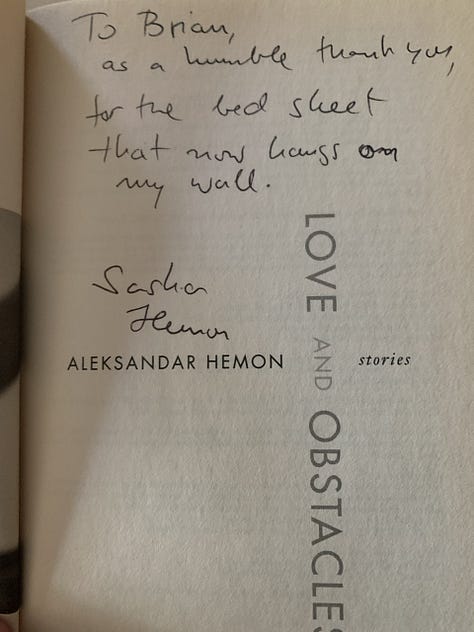 To Brian,
as a humble thank you,
for the bed sheet
that now hangs on
my wall.
Sasha
Hemon
ALEKSANDAR HEMON
stories
LOVE AND OBSTACLES